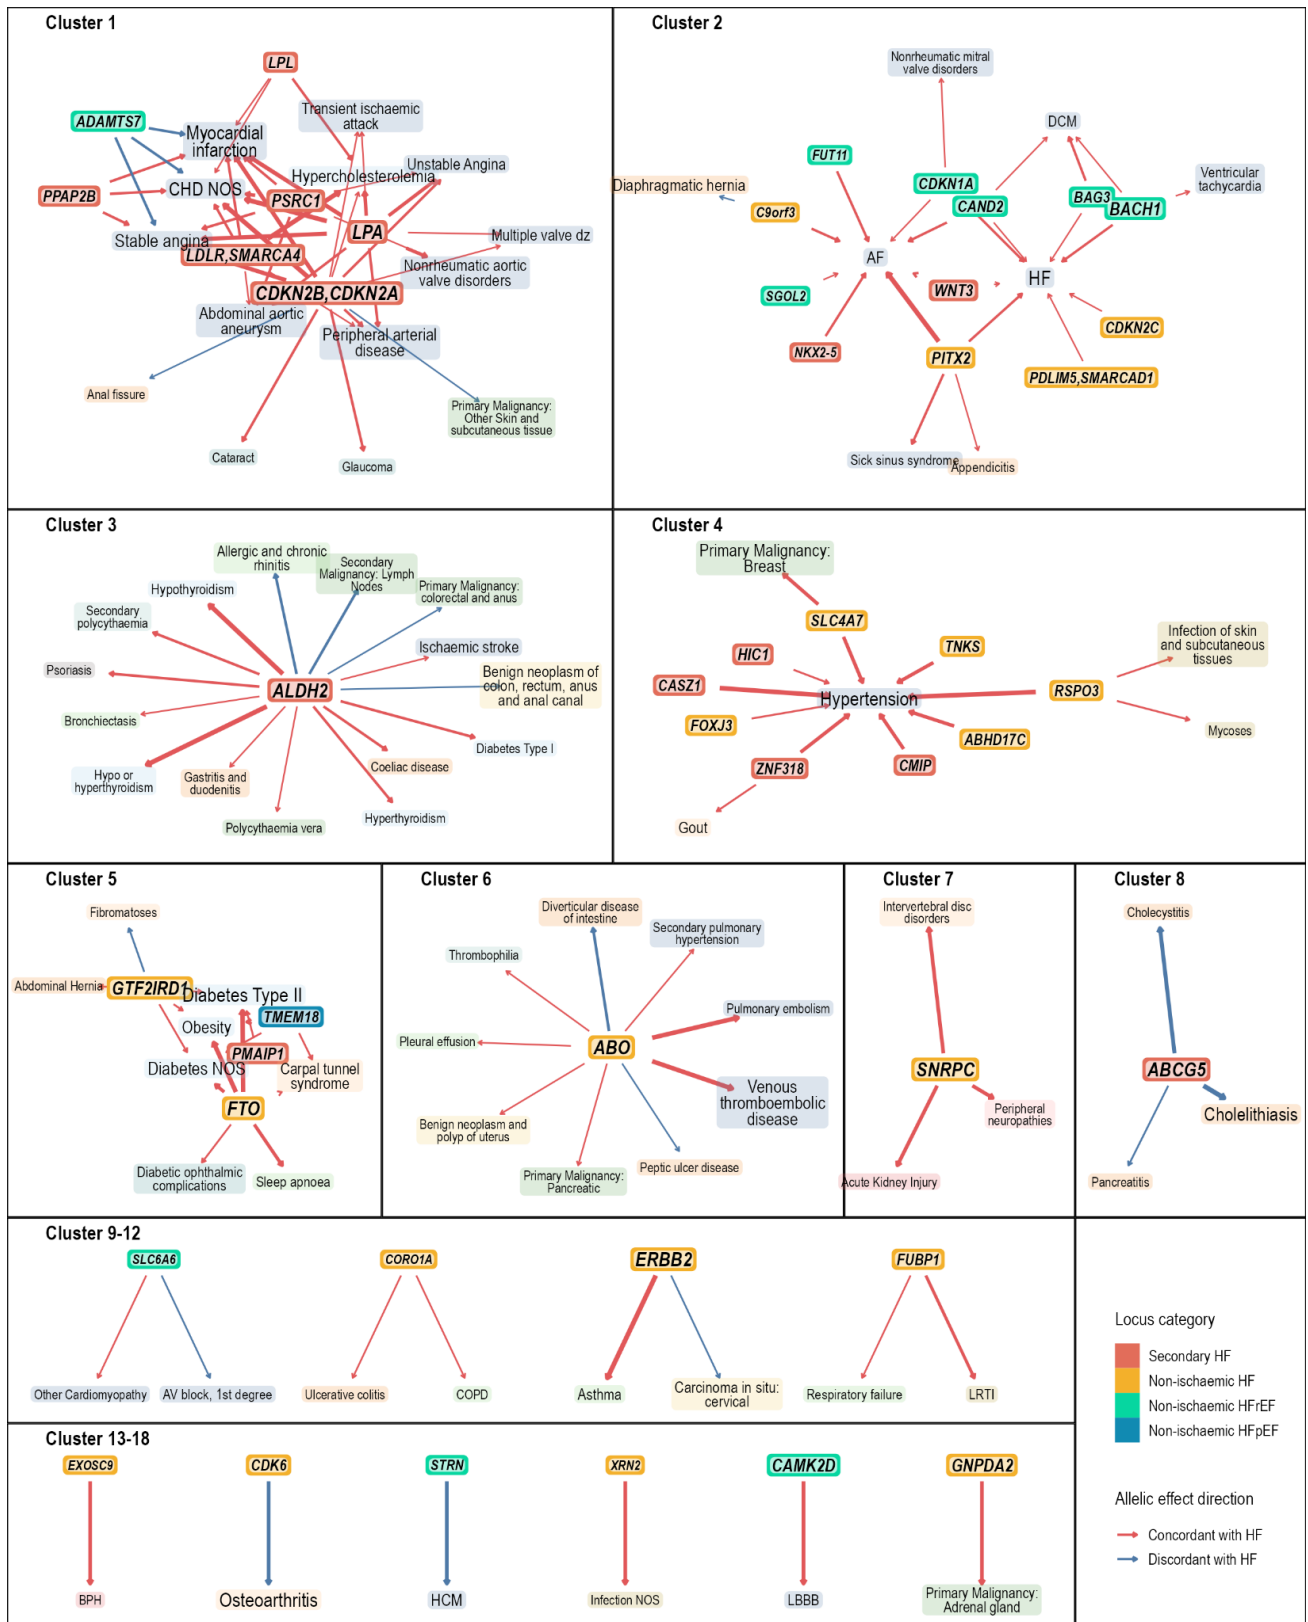 Cluster 1
LPL
ADAMTS7
Transient ischaemic
attack
Myocardial
infarction
Unstable Angina
Hypercholesterolemia
CHD NOS
PPAP2B
PSRC1
LPA
Stable angina
Multiple valve dz
LDLR,SMARCA4
Nonrheumatic aortic
valve disorders
CDKN2B,CDKN2A
Abdominal aortic
aneurysm
Peripheral arterial
disease
Anal fissure
Primary Malignancy:
Other Skin and
subcutaneous tissue
Cataract
Glaucoma
Cluster 2
Nonrheumatic mitral
valve disorders
DCM
FUT11
Diaphragmatic hernia
CDKN1A
Ventricular
tachycardia
BAG3
C9orf3
CAND2
BACH1
AF
HF
SGOL2
WNT3
CDKN2C
NKX2-5
PITX2
PDLIM5,SMARCAD1
Sick sinus syndrome
Appendicitis
Cluster 3
Allergic and chronic
rhinitis
Secondary
Malignancy: Lymph
Nodes
Hypothyroidism
Primary Malignancy:
colorectal and anus
Secondary
polycythaemia
Ischaemic stroke
Psoriasis
Benign neoplasm of
colon, rectum, anus
and anal canal
ALDH2
Bronchiectasis
Diabetes Type I
Coeliac disease
Hypo or
hyperthyroidism
Gastritis and
duodenitis
Hyperthyroidism
Polycythaemia vera
Cluster 4
Primary Malignancy:
Breast
SLC4A7
HIC1
TNKS
Infection of skin
and subcutaneous
tissues
CASZ1
Hypertension
RSPO3
FOXJ3
ABHD17C
Mycoses
ZNF318
CMIP
Gout
Cluster 5
Fibromatoses
Abdominal Hernia
GTF2IRD1
Diabetes Type II
TMEM18
Obesity
PMAIP1
Diabetes NOS
Carpal tunnel
syndrome
FTO
Diabetic ophthalmic
complications
Sleep apnoea
Cluster 6
Diverticular disease
of intestine
Secondary pulmonary
hypertension
Thrombophilia
Pulmonary embolism
Pleural effusion
ABO
Venous
thromboembolic
disease
Benign neoplasm and
polyp of uterus
Primary Malignancy:
Pancreatic
Peptic ulcer disease
Cluster 7
Intervertebral disc
disorders
SNRPC
Peripheral
neuropathies
Acute Kidney Injury
Cluster 8
Cholecystitis
ABCG5
Cholelithiasis
Pancreatitis
Cluster 9-12
SLC6A6
CORO1A
ERBB2
FUBP1
Other Cardiomyopathy
AV block, 1st degree
Ulcerative colitis
COPD
Asthma
Carcinoma in situ:
cervical
Respiratory failure
LRTI
Cluster 13-18
EXOSC9
CDK6
STRN
XRN2
CAMK2D
GNPDA2
BPH
Osteoarthritis
HCM
Infection NOS
LBBB
Primary Malignancy:
Adrenal gland
Locus category
Secondary HF
Non-ischaemic HF
Non-ischaemic HFrEF
Non-ischaemic HFpEF
Allelic effect direction
Concordant with HF
Discordant with HF